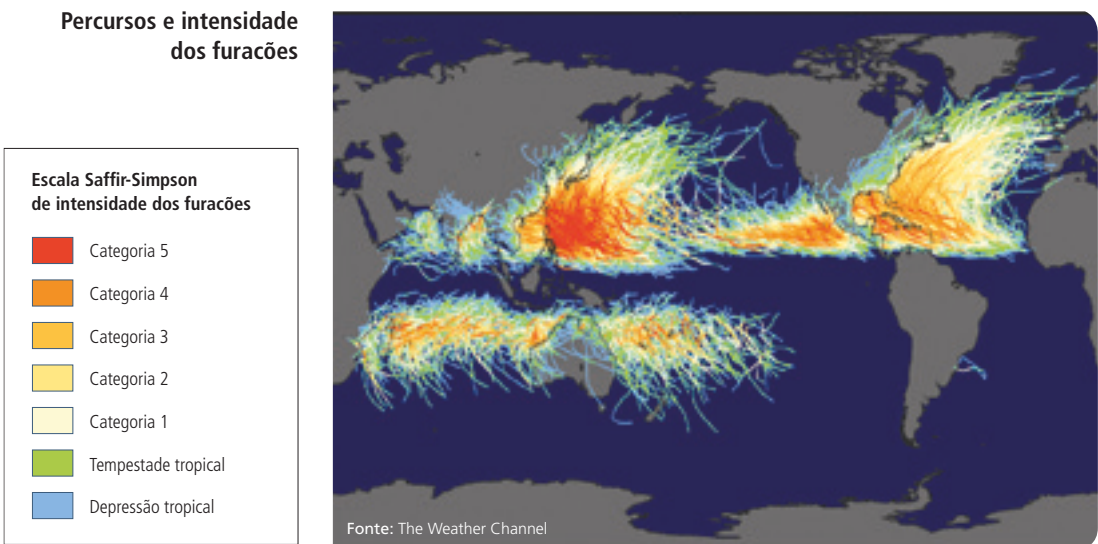 Percursos e intensidade
dos furacões
Escala Saffir-Simpson
de intensidade dos furacões
Categoria 5
Categoria 4
Categoria 3
Categoria 2
Categoria 1
Tempestade tropical
Depressão tropical
Fonte: The Weather Channel